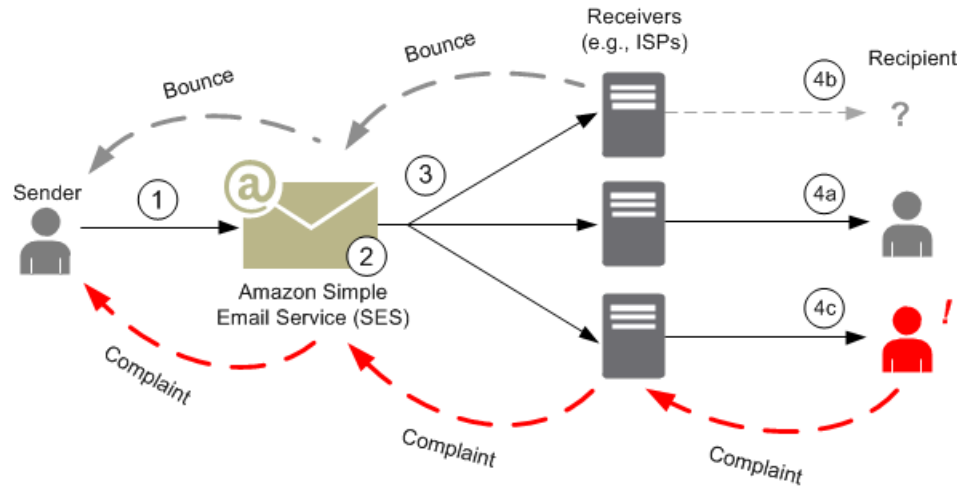 Receivers
(e.g., ISPs)
Bounce
Bounce
4b
Recipient
?
@
Sender
1
3
4a
2
Amazon Simple
Email Service (SES)
4c
!
Complaint
Complaint
Complaint